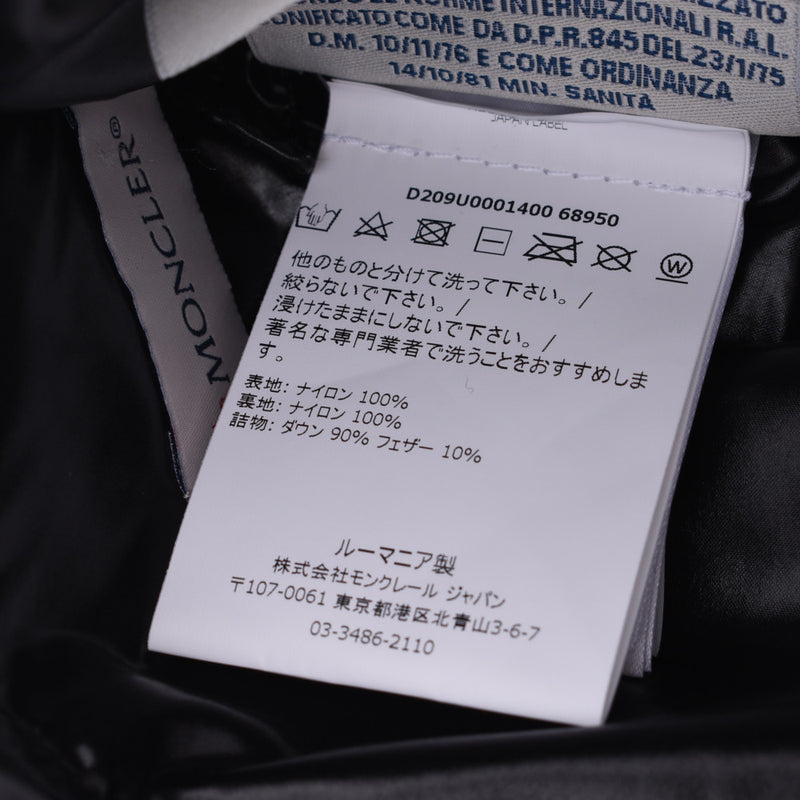 IZZATO
NORME INTERNAZIONALI R.A.L.
BONIFICATO COME DA D.P.R. 845 DEL 23/1/75
D.M. 10/11/76 E COME ORDINANZA
14/10/81 MIN. SANITÀ
MONCLER®
JAPAN LABEL
D209U0001400 68950
W
他のものと分けて洗って下さい。/
絞らないで下さい。/
浸けたままにしないで下さい。/
著名な専門業者で洗うことをおすすめしま
す。
表地: ナイロン 100%
裏地: ナイロン 100%
詰物: ダウン 90% フェザー 10%
ルーマニア製
株式会社モンクレール ジャパン
〒107-0061 東京都港区北青山3-6-7
03-3486-2110